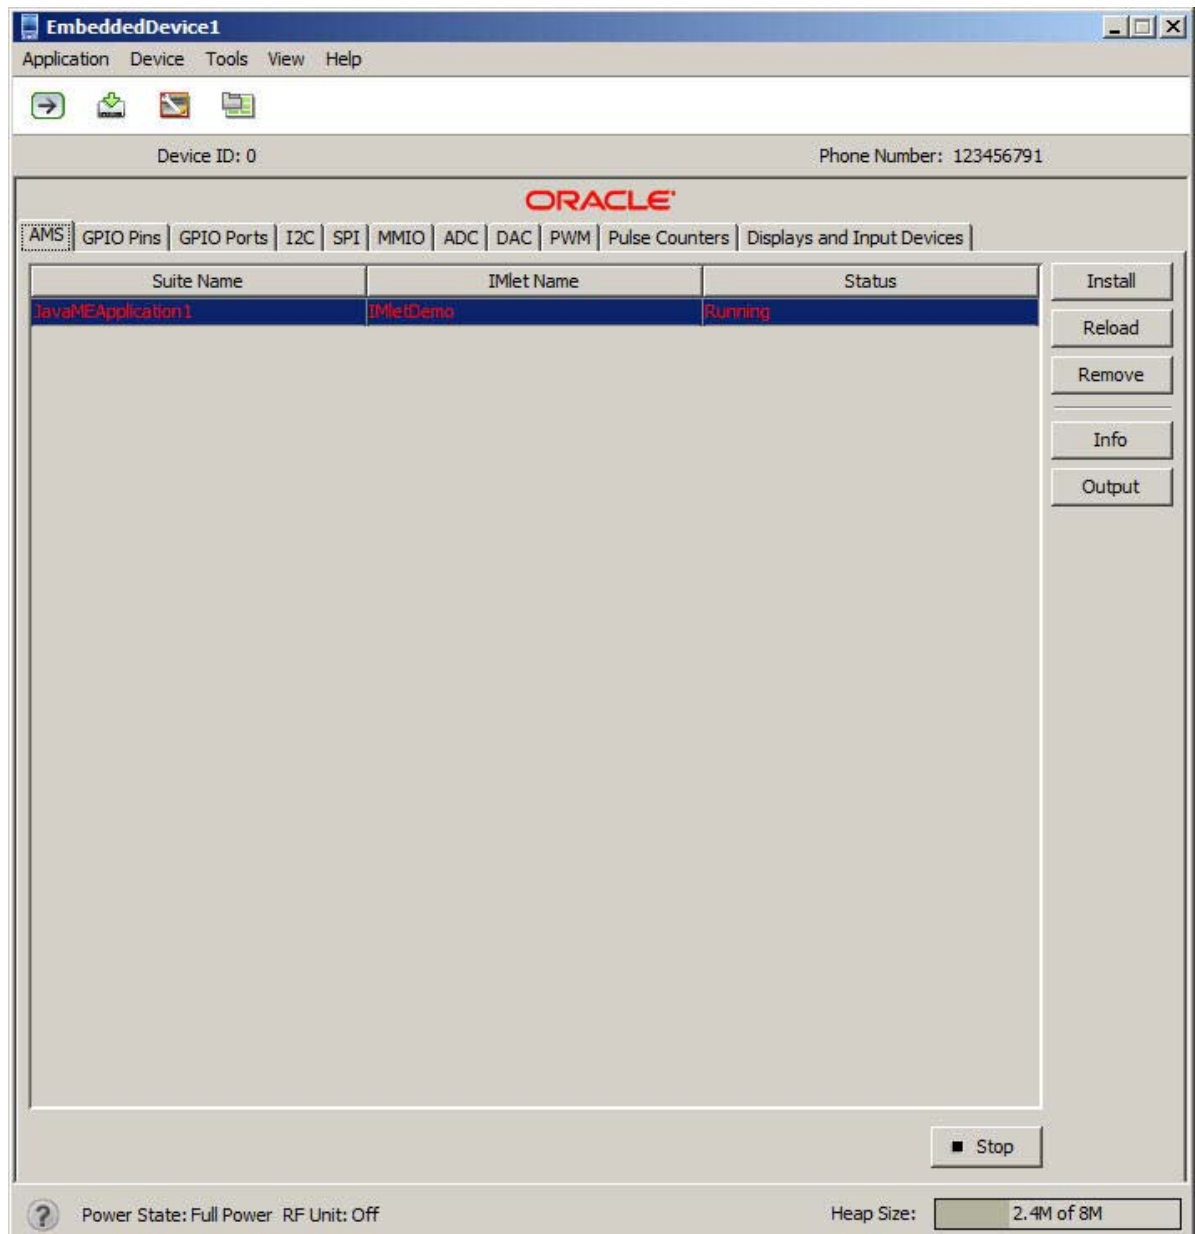 EmbeddedDevice1
Application Device Tools View Help
Device ID: 0 Phone Number: 123456791
ORACLE
AMS GPIO Pins GPIO Ports I2C SPI MMIO ADC DAC PWM Pulse Counters Displays and Input Devices
Suite Name IMlet Name Status Install
JavaMEApplication1 IMletDemo Running
Reload
Remove
Info
Output
Stop
? Power State: Full Power RF Unit: Off Heap Size: 2.4M of 8M